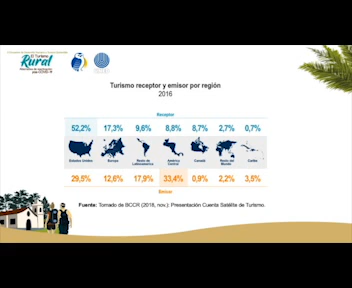 El Turismo
Rural
Turismo receptor y emisor por región
2016
Receptor
52,2% 17,3% 9,6% 8,8% 8,7% 2,7% 0,7%
Estados Unidos Europa Resto de Latinoamérica América Central Canadá Resto del Mundo Caribe
29,5% 12,6% 17,9% 33,4% 0,9% 2,2% 3,5%
Emisor
Fuente: Tomado de BCCR (2018, nov.): Presentación Cuenta Satélite de Turismo.